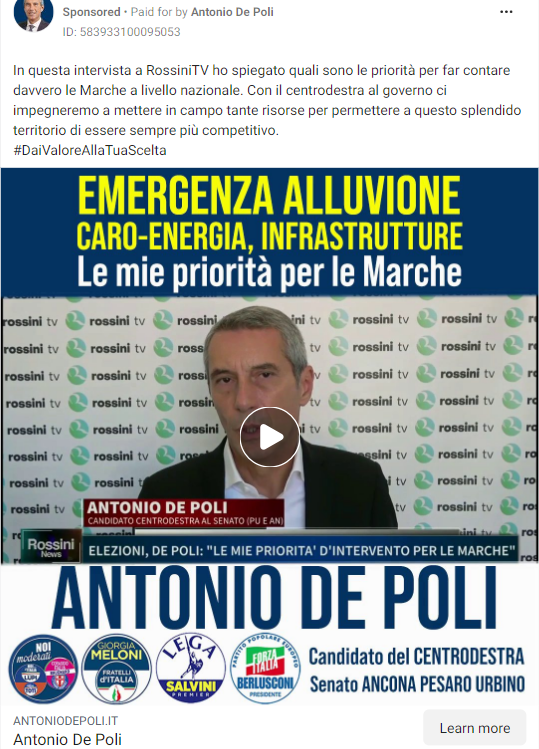 Sponsored • Paid for by Antonio De Poli
ID: 583933100095053
In questa intervista a RossiniTV ho spiegato quali sono le priorità per far contare
davvero le Marche a livello nazionale. Con il centrodestra al governo ci
impegneremo a mettere in campo tante risorse per permettere a questo splendido
territorio di essere sempre più competitivo.
#DaiValoreAllaTuaScelta
EMERGENZA ALLUVIONE
CARO-ENERGIA, INFRASTRUTTURE
Le mie priorità per le Marche
rossini tv
ANTONIO DE POLI
CANDIDATO CENTRODESTRA AL SENATO (PU E AN)
Rossini
News
ELEZIONI, DE POLI: "LE MIE PRIORITA' D'INTERVENTO PER LE MARCHE"
ANTONIO DE POLI
NOI
moderati
GIORGIA
MELONI
FRATELLI
d'ITALIA
LEGA
SALVINI
PREMIER
PARTITO POPOLARE EUROPEO
FORZA
ITALIA
BERLUSCONI
PRESIDENTE
Candidato del CENTRODESTRA
Senato ANCONA PESARO URBINO
ANTONIODEPOLI.IT
Antonio De Poli
Learn more